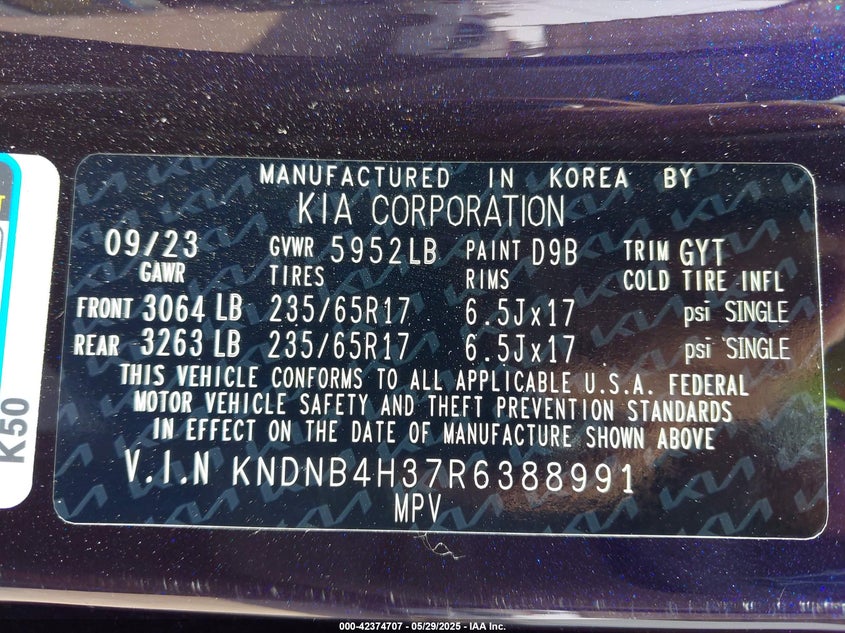 MANUFACTURED IN KOREA BY
KIA CORPORATION
09/23 GVWR 5952LB PAINT D9B TRIM GYT
GAWR TIRES RIMS COLD TIRE INFL
FRONT 3064 LB 235/65R17 6.5Jx17 psi SINGLE
REAR 3263 LB 235/65R17 6.5Jx17 psi SINGLE
THIS VEHICLE CONFORMS TO ALL APPLICABLE U.S.A. FEDERAL
MOTOR VEHICLE SAFETY AND THEFT PREVENTION STANDARDS
IN EFFECT ON THE DATE OF MANUFACTURE SHOWN ABOVE
V.I.N KNDNB4H37R6388991
MPV
K50
000-42374707 - 05/29/2025 - IAA Inc.